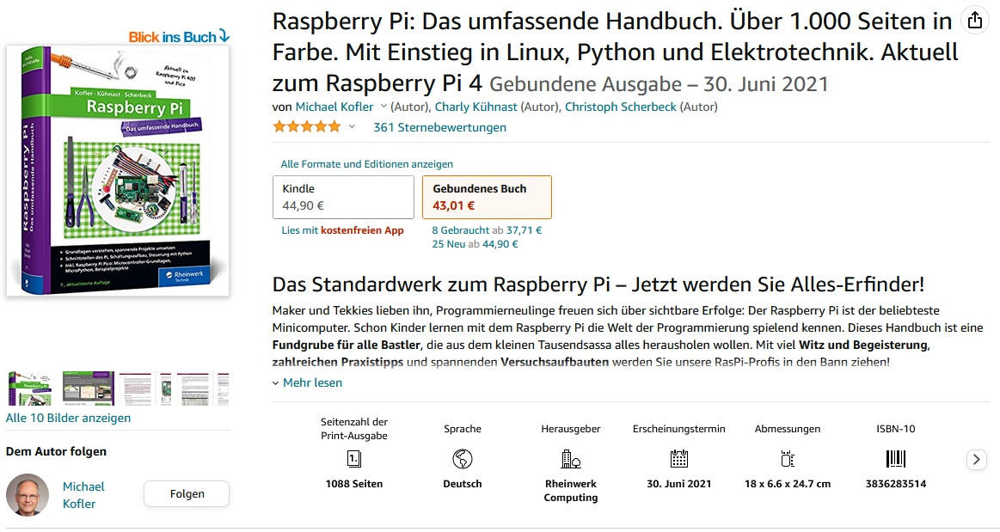 Blick ins Buch
Aktuell zu
Raspberry Pi 400
und Pico
Kofler · Kühnast · Scherbeck
Raspberry Pi
Das umfassende Handbuch
Raspberry Pi
Das umfassende Handbuch
Grundlagen verstehen, spannende Projekte umsetzen
Schnittstellen des Pi, Schaltungsaufbau, Steuerung mit Python
Inkl. Raspberry Pi Pico: Microcontroller-Grundlagen,
MicroPython, Beispielprojekte
7., aktualisierte Auflage
Rheinwerk
Technik
Alle 10 Bilder anzeigen
Dem Autor folgen
Michael
Kofler
Folgen
Raspberry Pi: Das umfassende Handbuch. Über 1.000 Seiten in
Farbe. Mit Einstieg in Linux, Python und Elektrotechnik. Aktuell
zum Raspberry Pi 4 Gebundene Ausgabe – 30. Juni 2021
von Michael Kofler (Autor), Charly Kühnast (Autor), Christoph Scherbeck (Autor)
361 Sternebewertungen
Alle Formate und Editionen anzeigen
Kindle
44,90 €
Gebundenes Buch
43,01 €
Lies mit kostenfreien App
8 Gebraucht ab 37,71 €
25 Neu ab 44,90 €
Das Standardwerk zum Raspberry Pi – Jetzt werden Sie Alles-Erfinder!
Maker und Tekkies lieben ihn, Programmierneulinge freuen sich über sichtbare Erfolge: Der Raspberry Pi ist der beliebteste
Minicomputer. Schon Kinder lernen mit dem Raspberry Pi die Welt der Programmierung spielend kennen. Dieses Handbuch ist eine
Fundgrube für alle Bastler, die aus dem kleinen Tausendsassa alles herausholen wollen. Mit viel Witz und Begeisterung,
zahlreichen Praxistipps und spannenden Versuchsaufbauten werden Sie unsere RasPi-Profis in den Bann ziehen!
Mehr lesen
Seitenzahl der
Print-Ausgabe
1.
1088 Seiten
Sprache
Deutsch
Herausgeber
Rheinwerk
Computing
Erscheinungstermin
30. Juni 2021
Abmessungen
18 x 6.6 x 24.7 cm
ISBN-10
3836283514